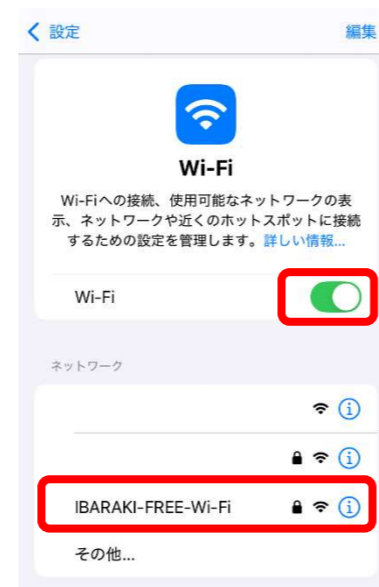 設定 編集
Wi-Fi
Wi-Fiへの接続、使用可能なネットワークの表
示、ネットワークや近くのホットスポットに接続
するための設定を管理します。詳しい情報...
Wi-Fi
ネットワーク
IBARAKI-FREE-Wi-Fi
その他...